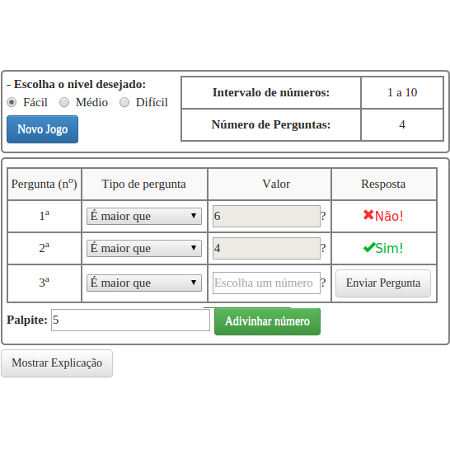 - Escolha o nivel desejado:
Fácil Médio Difícil
Novo Jogo
Intervalo de números: 1 a 10
Número de Perguntas: 4
Pergunta (nº) Tipo de pergunta Valor Resposta
1ª É maior que 6? Não!
2ª É maior que 4? Sim!
3ª É maior que Escolha um número? Enviar Pergunta
Palpite: 5 Adivinhar número
Mostrar Explicação